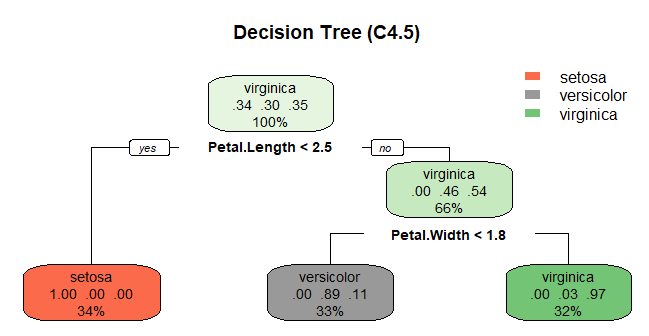 Decision Tree (C4.5)
setosa
versicolor
virginica
virginica
.34 .30 .35
100%
yes
Petal.Length < 2.5
no
virginica
.00 .46 .54
66%
Petal.Width < 1.8
setosa
1.00 .00 .00
34%
versicolor
.00 .89 .11
33%
virginica
.00 .03 .97
32%